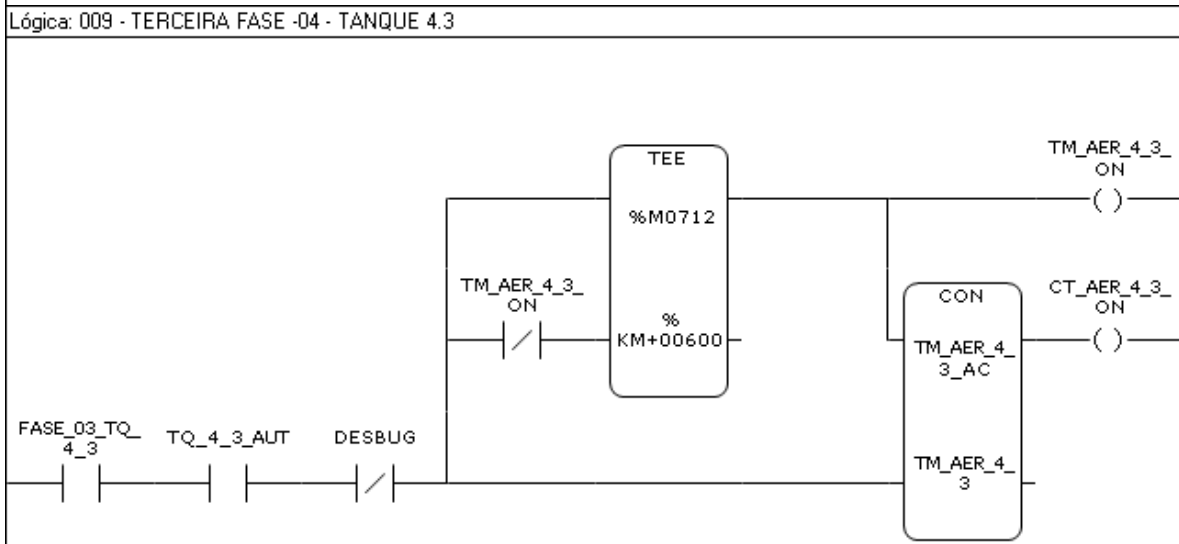 Lógica: 009 - TERCEIRA FASE -04 - TANQUE 4.3
TEE
%M0712
%
KM+00600
TM_AER_4_3_
ON
TM_AER_4_3_
ON
CON
TM_AER_4_
3_AC
TM_AER_4_
3
CT_AER_4_3_
ON
FASE_03_TQ_
4_3
TQ_4_3_AUT
DESBUG